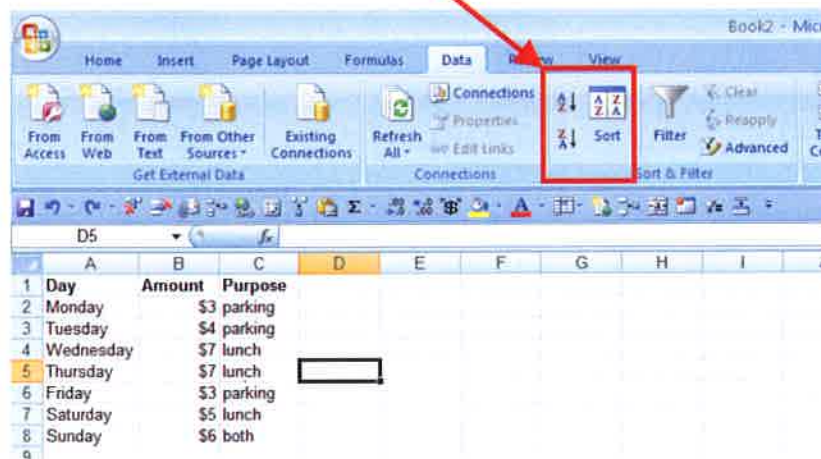 Book2 - Micr
Home Insert Page Layout Formulas Data View
Connections Clear
Properties Reapply
Edit Links Advanced
From Access From Web From Text From Other Sources Existing Connections Refresh All Sort Filter
Get External Data Connections Sort & Filter
D5 fx
A B C D E F G H I
1 Day Amount Purpose
2 Monday $3 parking
3 Tuesday $4 parking
4 Wednesday $7 lunch
5 Thursday $7 lunch
6 Friday $3 parking
7 Saturday $5 lunch
8 Sunday $6 both
9